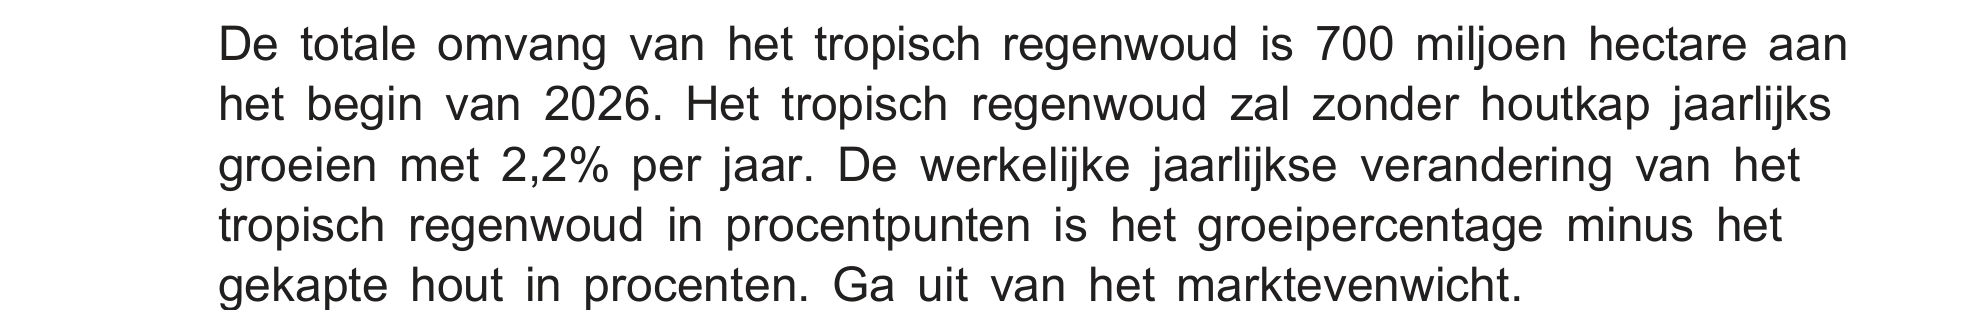 De totale omvang van het tropisch regenwoud is 700 miljoen hectare aan
het begin van 2026. Het tropisch regenwoud zal zonder houtkap jaarlijks
groeien met 2,2% per jaar. De werkelijke jaarlijkse verandering van het
tropisch regenwoud in procentpunten is het groeipercentage minus het
gekapte hout in procenten. Ga uit van het marktevenwicht.